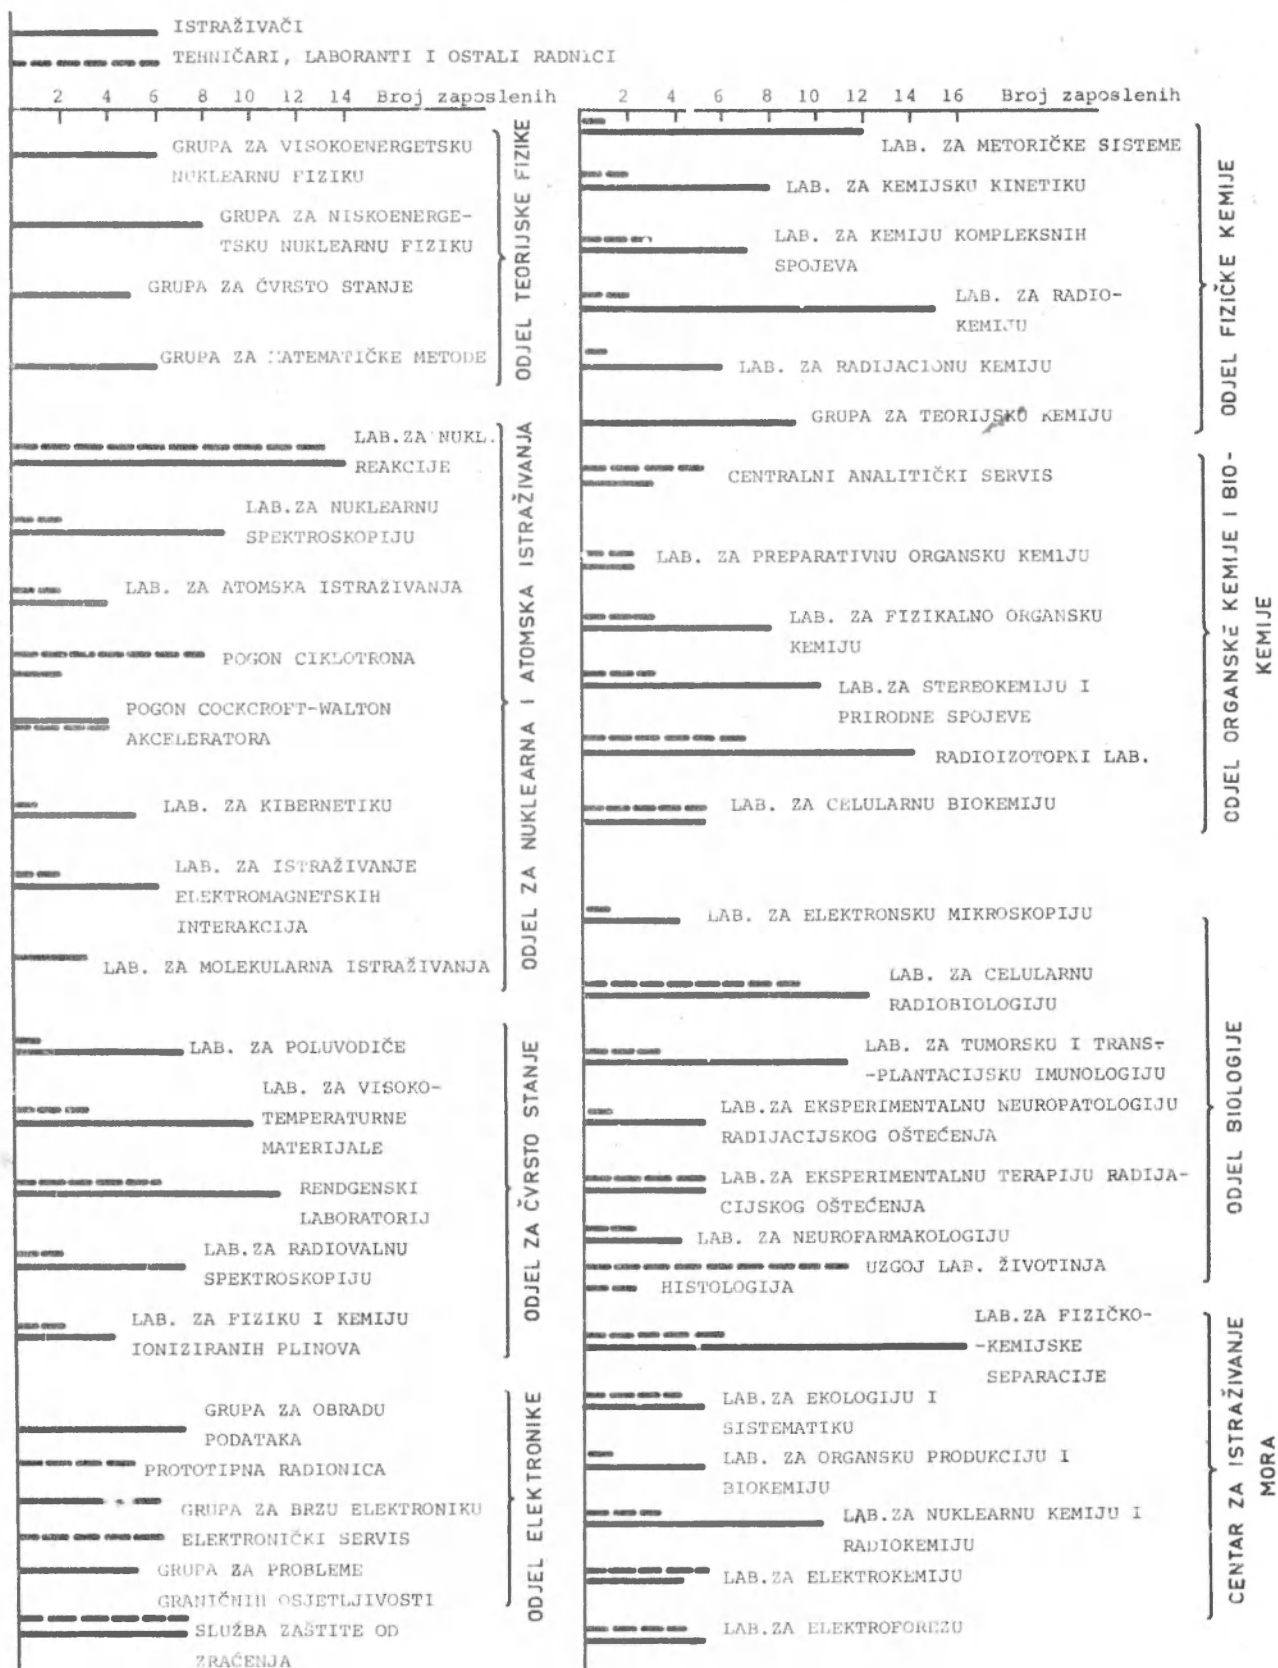 ISTRAŽIVAČI
TEHNIČARI, LABORANTI I OSTALI RADNICI
2 4 6 8 10 12 14 Broj zaposlenih
GRUPA ZA VISOKOENERGETSKU
NUKLEARNU FIZIKU
GRUPA ZA NISKOENERGE-
TSKU NUKLEARNU FIZIKU
GRUPA ZA ČVRSTO STANJE
GRUPA ZA MATEMATIČKE METODE
ODJEL TEORIJSKE FIZIKE
LAB.ZA NUKL.
REAKCIJE
LAB.ZA NUKLEARNU
SPEKTROSKOPIJU
LAB. ZA ATOMSKA ISTRAZIVANJA
POGON CIKLOTRONA
POGON COCKCROFT-WALTON
AKCELERATORA
LAB. ZA KIBERNETIKU
LAB. ZA ISTRAŽIVANJE
ELEKTROMAGNETSKIH
INTERAKCIJA
LAB. ZA MOLEKULARNA ISTRAŽIVANJA
ODJEL ZA NUKLEARNA I ATOMSKA ISTRAŽIVANJA
LAB. ZA POLUVODIČE
LAB. ZA VISOKO-
TEMPERATURNE
MATERIJALE
RENDGENSKI
LABORATORIJ
LAB.ZA RADIOVALNU
SPEKTROSKOPIJU
LAB. ZA FIZIKU I KEMIJU
IONIZIRANIH PLINOVA
ODJEL ZA ČVRSTO STANJE
GRUPA ZA OBRADU
PODATAKA
PROTOTIPNA RADIONICA
GRUPA ZA BRZU ELEKTRONIKU
ELEKTRONIČKI SERVIS
GRUPA ZA PROBLEME
GRANIČNIH OSJETLJIVOSTI
ODJEL ELEKTRONIKE
SLUŽBA ZAŠTITE OD
ZRAČENJA
2 4 6 8 10 12 14 16 Broj zaposlenih
LAB. ZA METORIČKE SISTEME
LAB. ZA KEMIJSKU KINETIKU
LAB. ZA KEMIJU KOMPLEKSNIH
SPOJEVA
LAB. ZA RADIO-
KEMIJU
LAB. ZA RADIJACIONU KEMIJU
GRUPA ZA TEORIJSKO KEMIJU
ODJEL FIZIČKE KEMIJE
CENTRALNI ANALITIČKI SERVIS
LAB. ZA PREPARATIVNU ORGANSKU KEMIJU
LAB. ZA FIZIKALNO ORGANSKU
KEMIJU
LAB.ZA STEREOKEMIJU I
PRIRODNE SPOJEVE
RADIOIZOTOPNI LAB.
LAB. ZA CELULARNU BIOKEMIJU
ODJEL ORGANSKE KEMIJE I BIO-
KEMIJE
LAB. ZA ELEKTRONSKU MIKROSKOPIJU
LAB. ZA CELULARNU
RADIOBIOLOGIJU
LAB. ZA TUMORSKU I TRANS-
-PLANTACIJSKU IMUNOLOGIJU
LAB.ZA EKSPERIMENTALNU NEUROPATOLOGIJU
RADIJACIJSKOG OŠTEĆENJA
LAB.ZA EKSPERIMENTALNU TERAPIJU RADIJA-
CIJSKOG OŠTEĆENJA
LAB. ZA NEUROFARMAKOLOGIJU
UZGOJ LAB. ŽIVOTINJA
HISTOLOGIJA
ODJEL BIOLOGIJE
LAB.ZA FIZIČKO-
-KEMIJSKE
SEPARACIJE
LAB.ZA EKOLOGIJU I
SISTEMATIKU
LAB. ZA ORGANSKU PRODUKCIJU I
BIOKEMIJU
LAB.ZA NUKLEARNU KEMIJU I
RADIOKEMIJU
LAB.ZA ELEKTROKEMIJU
LAB.ZA ELEKTROFOREZU
CENTAR ZA ISTRAŽIVANJE
MORA